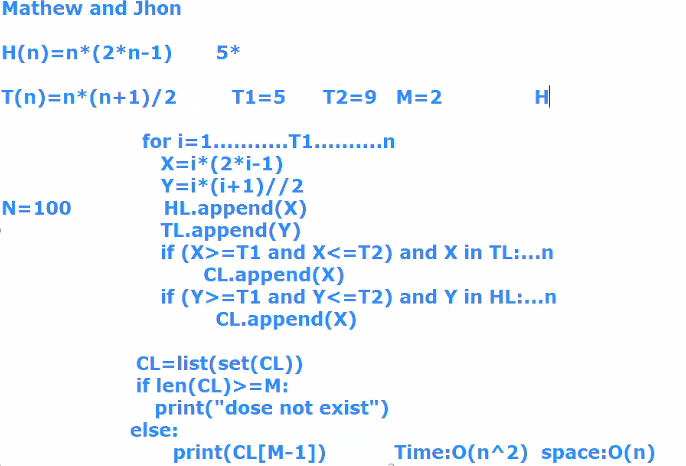 Mathew and Jhon
H(n)=n*(2*n-1) 5*
T(n)=n*(n+1)/2 T1=5 T2=9 M=2 H
for i=1...........T1..........n
X=i*(2*i-1)
Y=i*(i+1)//2
N=100 HL.append(X)
TL.append(Y)
if (X>=T1 and X<=T2) and X in TL:...n
CL.append(X)
if (Y>=T1 and Y<=T2) and Y in HL:...n
CL.append(X)
CL=list(set(CL))
if len(CL)>=M:
print("dose not exist")
else:
print(CL[M-1]) Time:O(n^2) space:O(n)